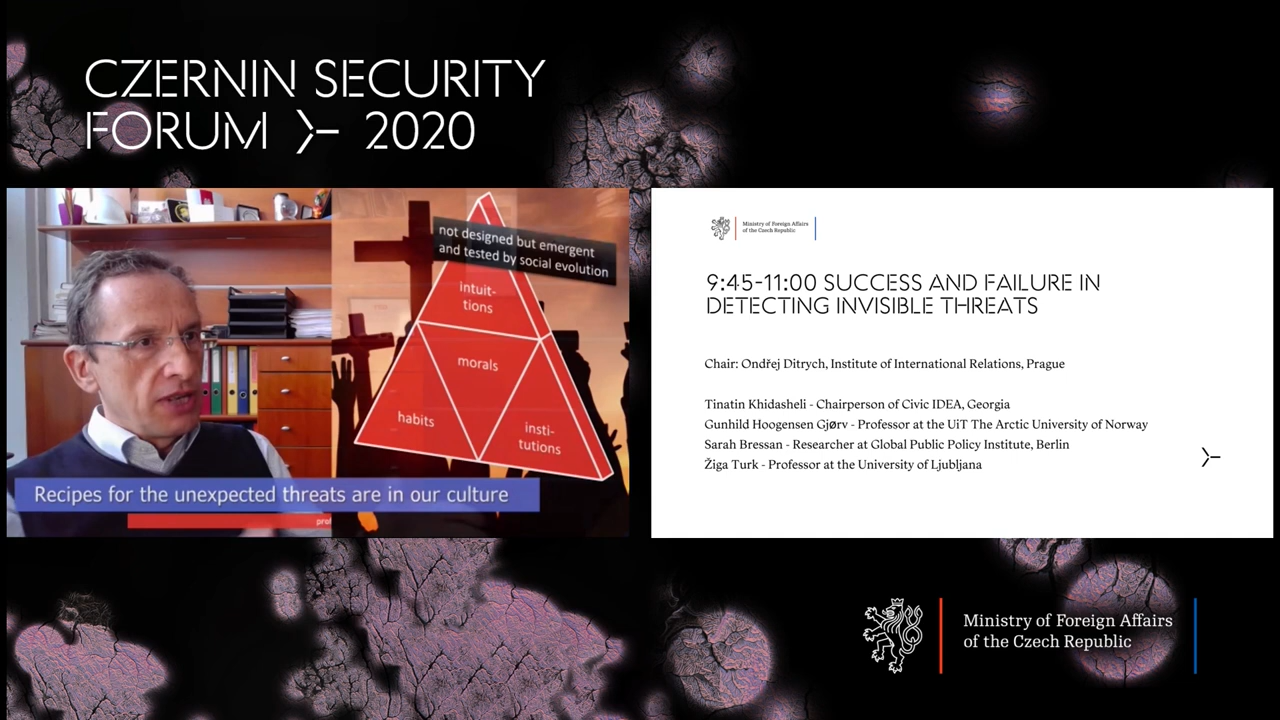 CZERNIN SECURITY
FORUM >- 2020
not designed but emergent
and tested by social evolution
intuit-
tions
morals
habits
insti-
tutions
Recipes for the unexpected threats are in our culture
prof
Ministry of Foreign Affairs
of the Czech Republic
9:45-11:00 SUCCESS AND FAILURE IN
DETECTING INVISIBLE THREATS
Chair: Ondřej Ditrych, Institute of International Relations, Prague
Tinatin Khidasheli - Chairperson of Civic IDEA, Georgia
Gunhild Hoogensen Gjørv - Professor at the UiT The Arctic University of Norway
Sarah Bressan - Researcher at Global Public Policy Institute, Berlin
Žiga Turk - Professor at the University of Ljubljana
Ministry of Foreign Affairs
of the Czech Republic